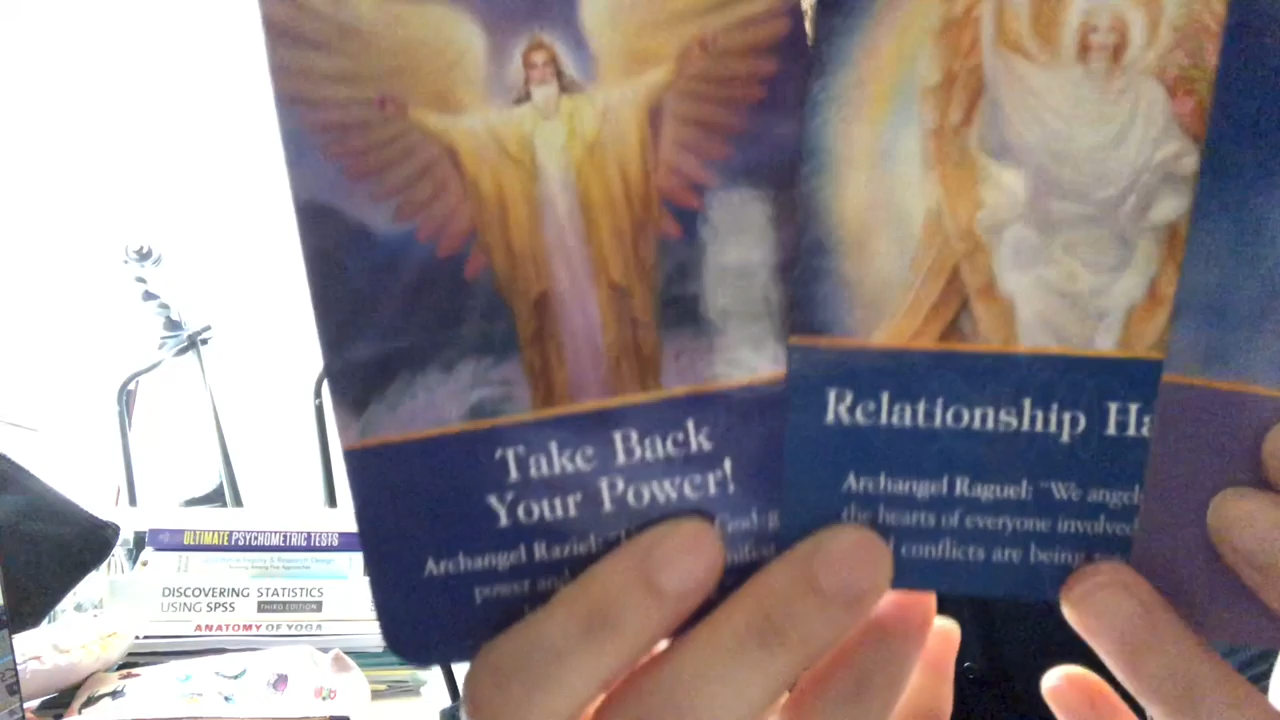 Take Back
Your Power!
Archangel Raziel:
power and
Relationship Ha
Archangel Raguel: "We angel
the hearts of everyone involved
conflicts are being
ULTIMATE PSYCHOMETRIC TESTS
DISCOVERING STATISTICS
USING SPSS THIRD EDITION
ANATOMY OF YOGA